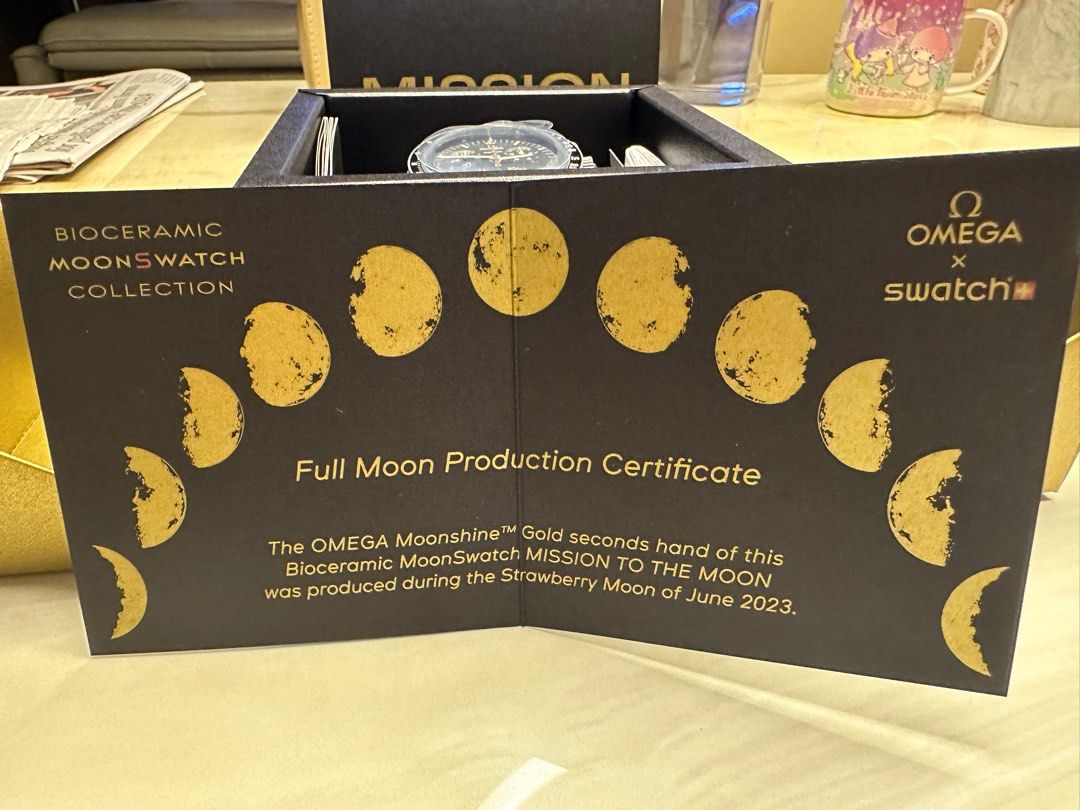 MISSION
BIOCERAMIC
MOONSWATCH
COLLECTION
Ω
OMEGA
×
swatch
Full Moon Production Certificate
The OMEGA Moonshine™ Gold seconds hand of this
Bioceramic MoonSwatch MISSION TO THE MOON
was produced during the Strawberry Moon of June 2023.